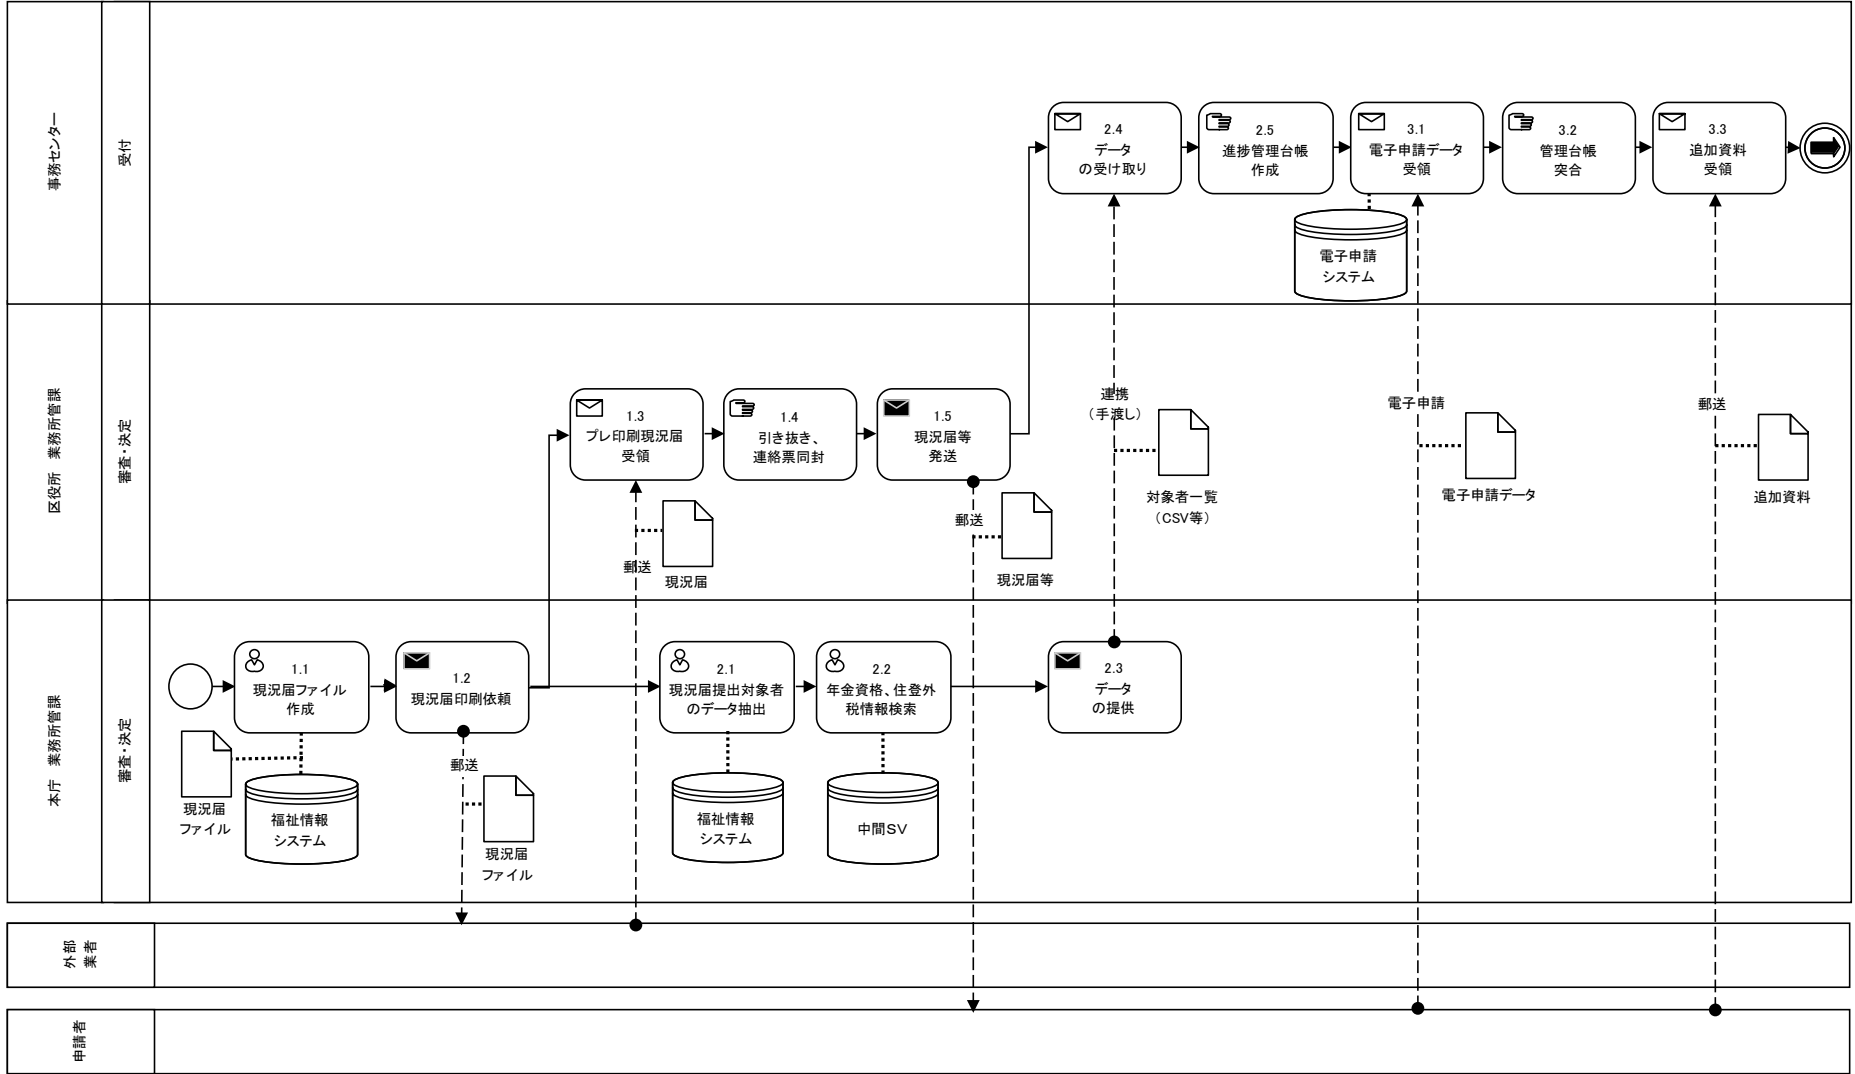 事務センター
受付
2.4
データ
の受け取り
2.5
進捗管理台帳
作成
3.1
電子申請データ
受領
3.2
管理台帳
突合
3.3
追加資料
受領
電子申請
システム
区役所 業務所管課
審査・決定
1.3
プレ印刷現況届
受領
1.4
引き抜き、
連絡票同封
1.5
現況届等
発送
郵送
現況届
郵送
現況届等
連携
（手渡し）
対象者一覧
（CSV等）
電子申請
電子申請データ
郵送
追加資料
本庁 業務所管課
審査・決定
1.1
現況届ファイル
作成
1.2
現況届印刷依頼
2.1
現況届提出対象者
のデータ抽出
2.2
年金資格、住登外
税情報検索
2.3
データ
の提供
現況届
ファイル
福祉情報
システム
郵送
現況届
ファイル
福祉情報
システム
中間SV
外部
業者
申請者